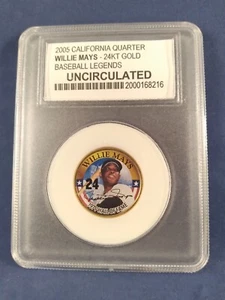 2005 CALIFORNIA QUARTER
WILLIE MAYS - 24KT GOLD
BASEBALL LEGENDS
UNCIRCULATED
2000168216
WILLIE MAYS
24